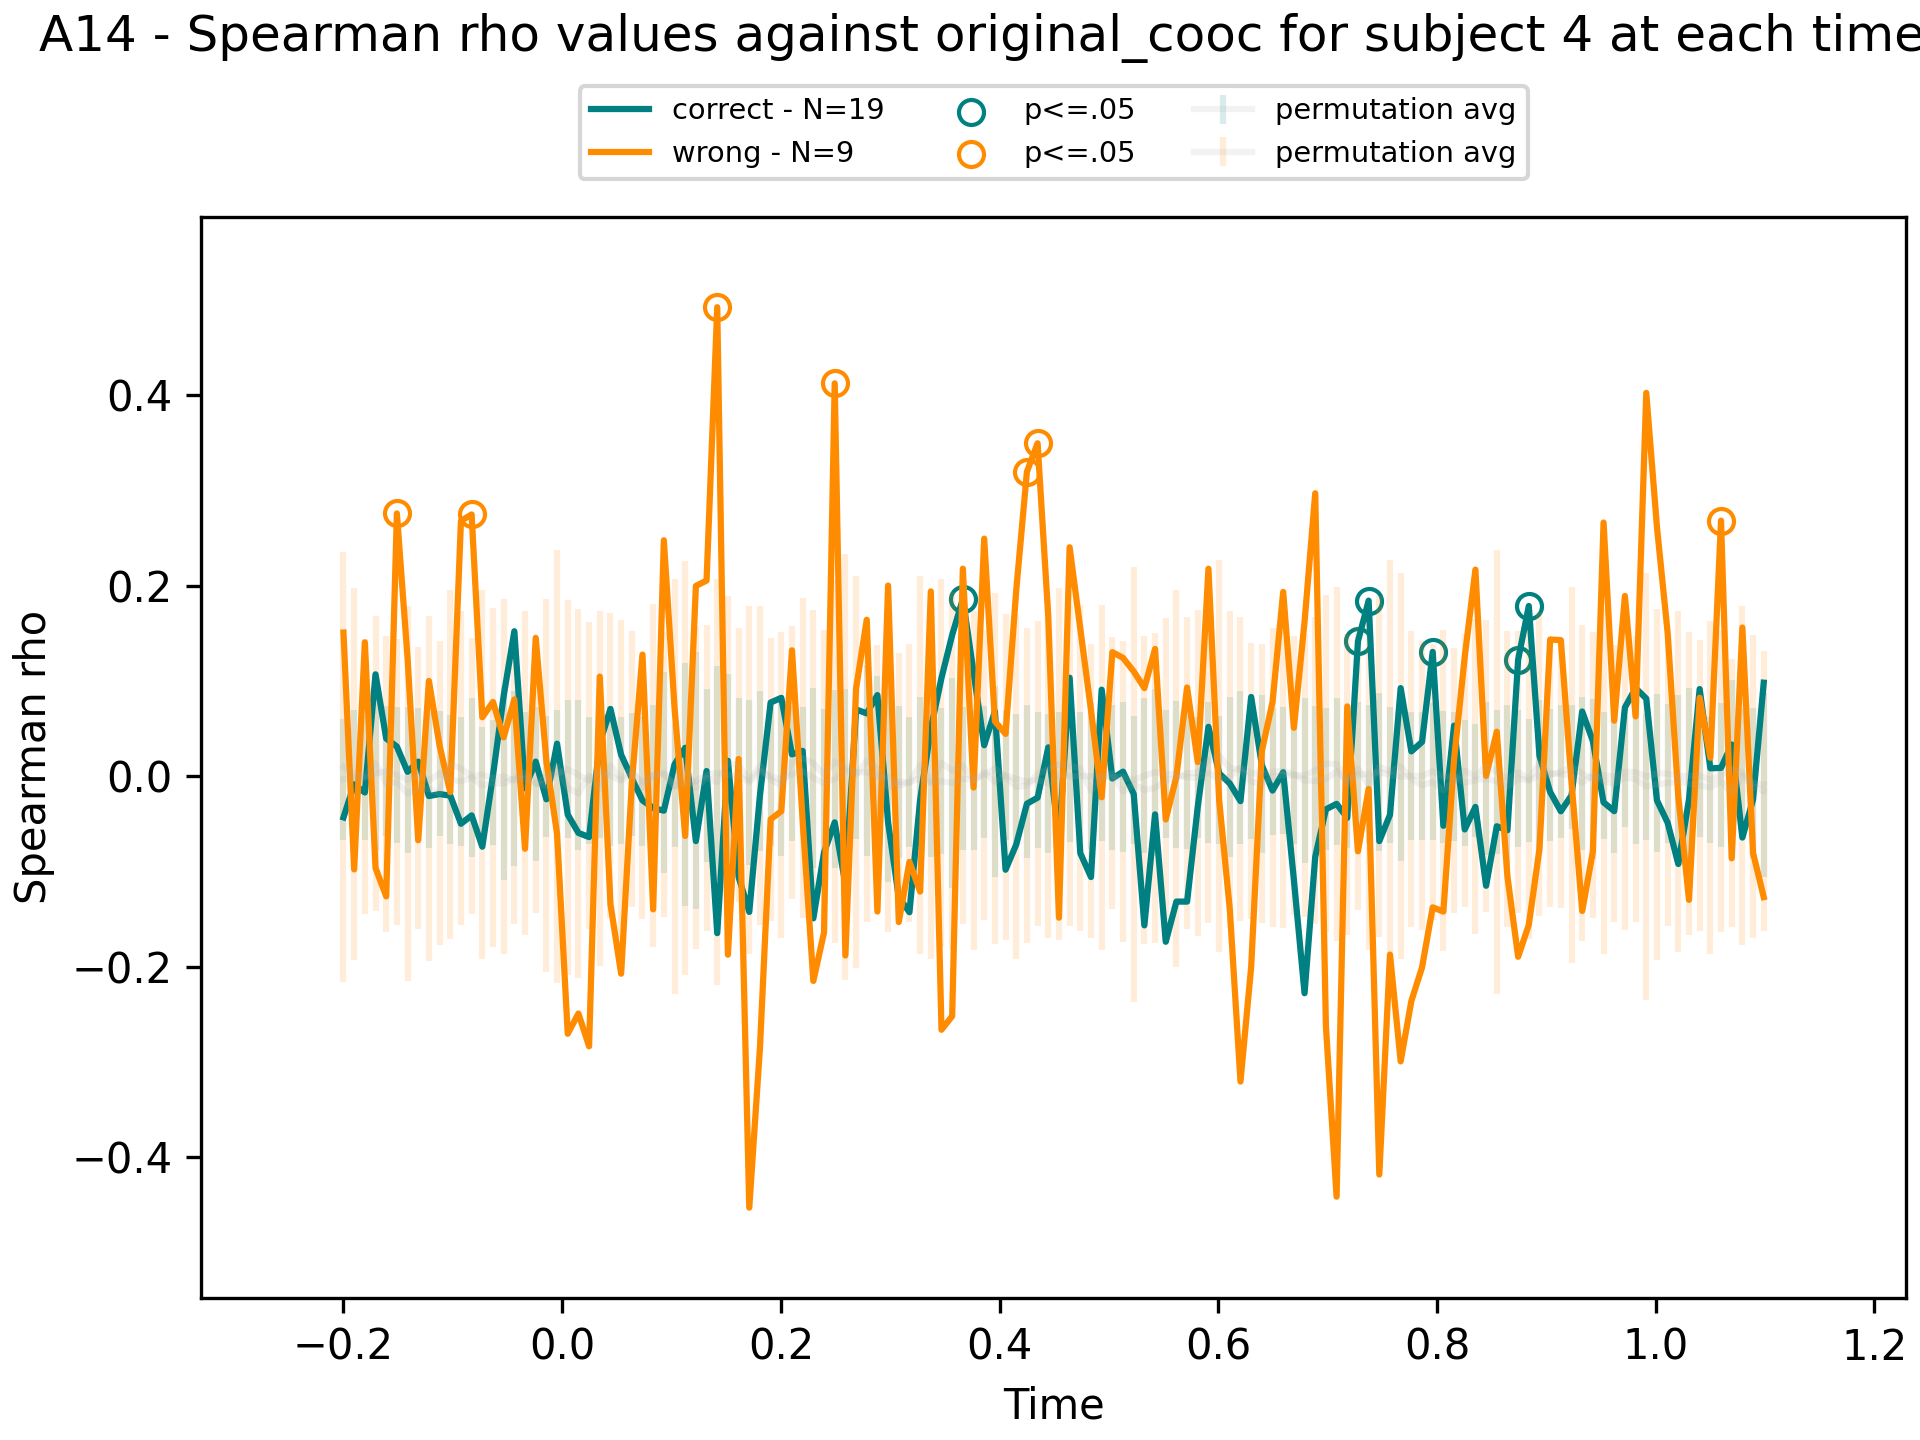 A14 - Spearman rho values against original_cooc for subject 4 at each time
correct - N=19
wrong - N=9
p<=.05
p<=.05
permutation avg
permutation avg
Spearman rho
0.4
0.2
0.0
−0.2
−0.4
−0.2
0.0
0.2
0.4
0.6
0.8
1.0
1.2
Time